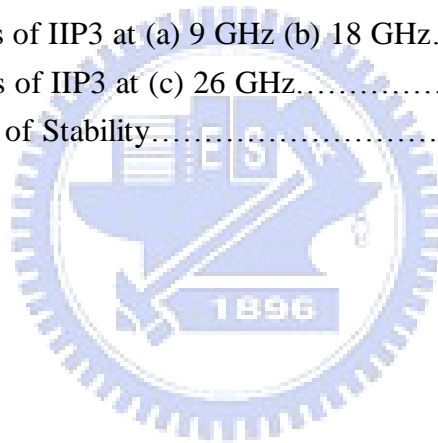 s of IIP3 at (a) 9 GHz (b) 18 GHz.
s of IIP3 at (c) 26 GHz……………
of Stability……………………………
E S A
1896